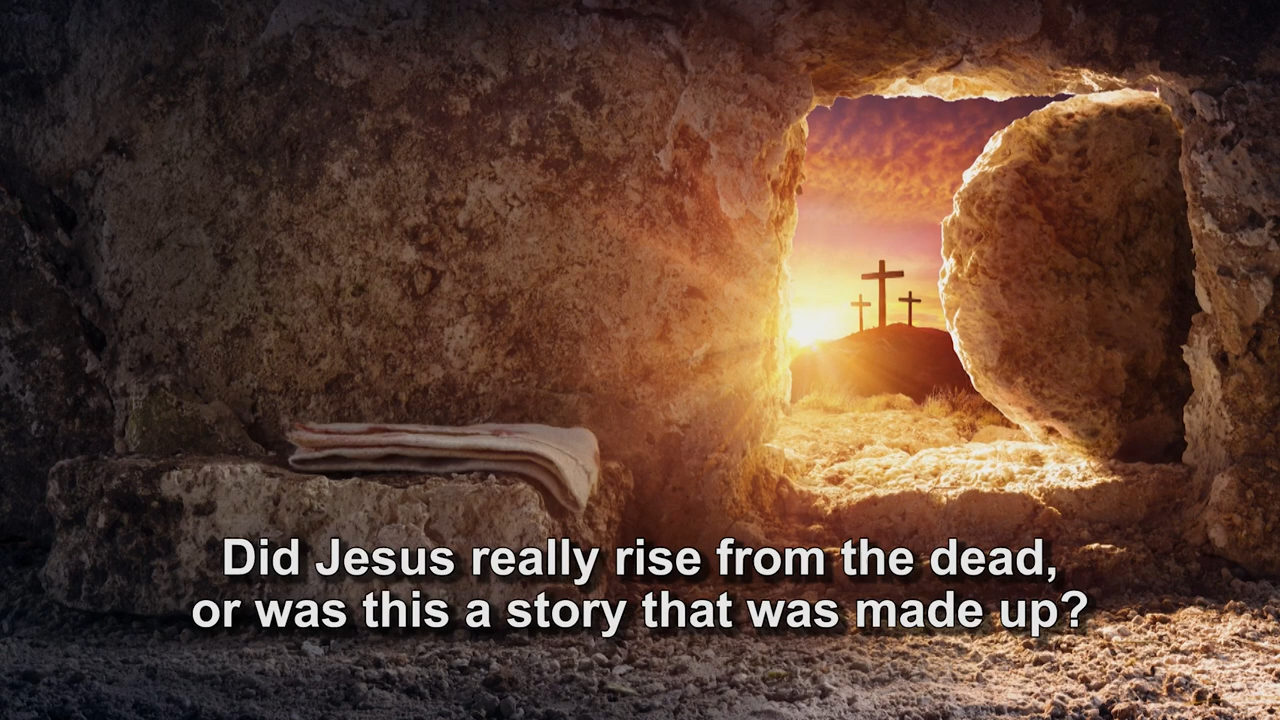 Did Jesus really rise from the dead,
or was this a story that was made up?